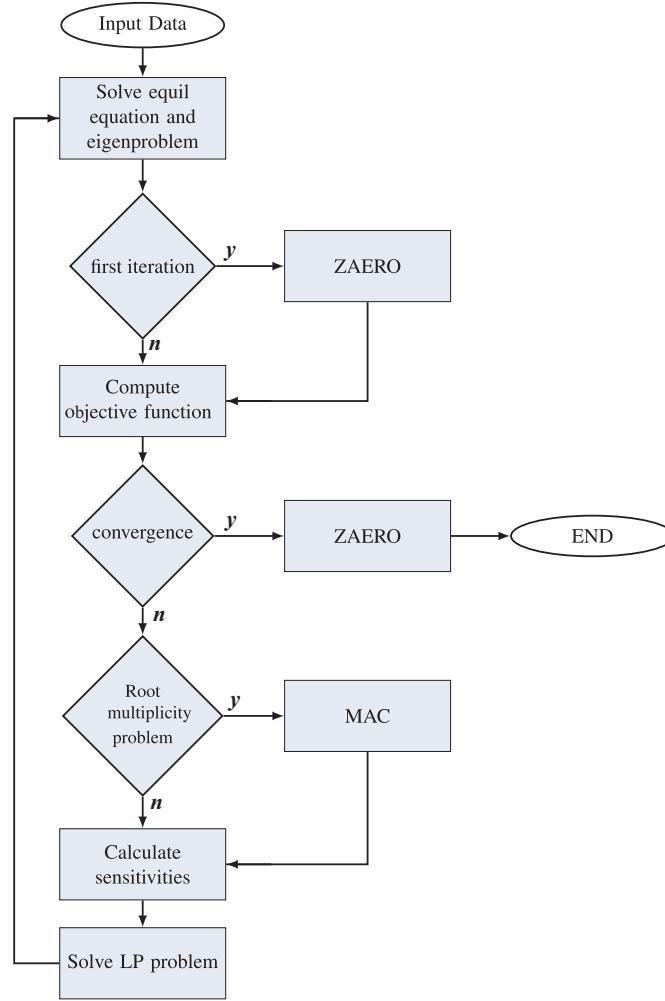 Input Data
Solve equil
equation and
eigenproblem
first iteration
y
ZAERO
n
Compute
objective function
convergence
y
ZAERO
END
n
Root
multiplicity
problem
y
MAC
n
Calculate
sensitivities
Solve LP problem